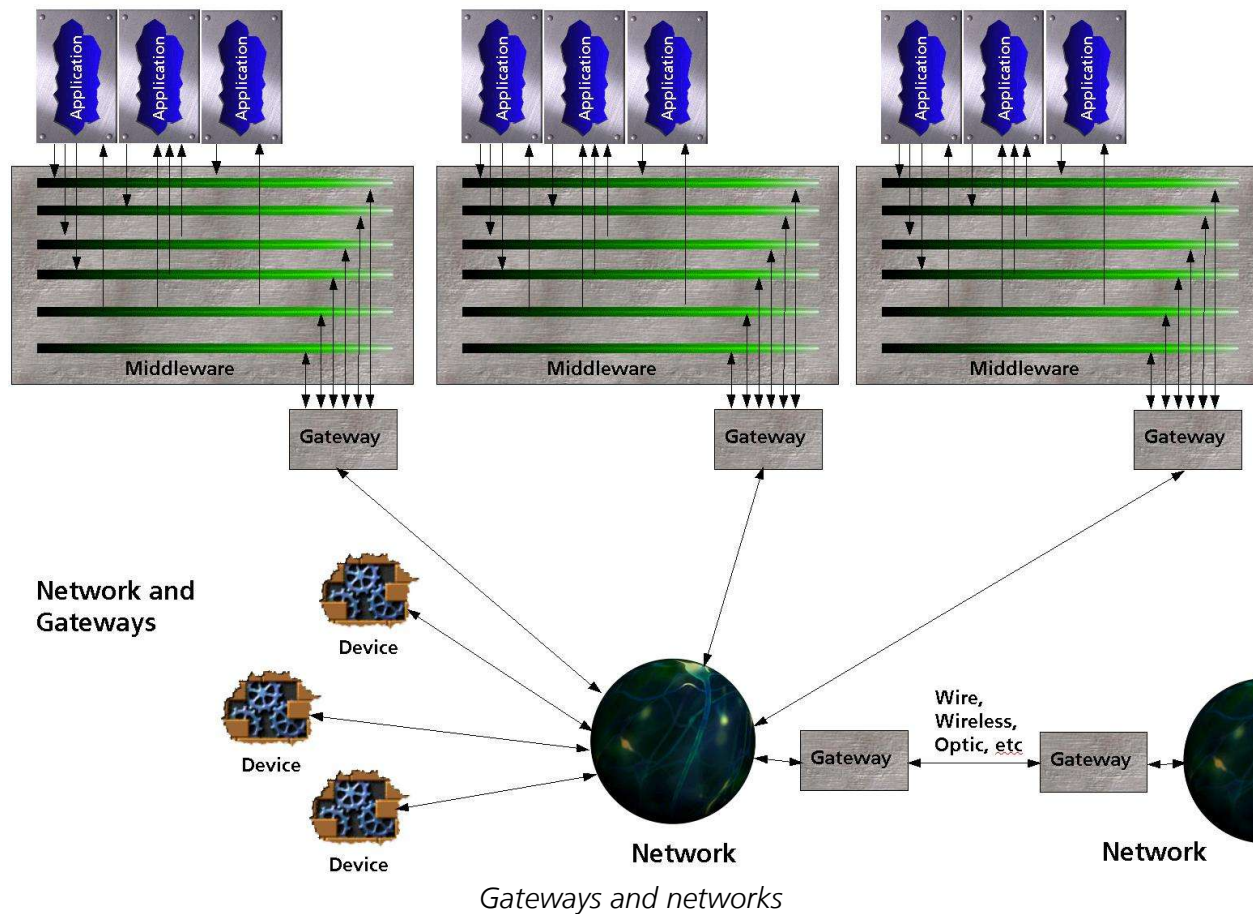 Application
Application
Application
Application
Application
Application
Application
Application
Application
Middleware
Middleware
Middleware
Gateway
Gateway
Gateway
Network and
Gateways
Device
Device
Device
Wire,
Wireless,
Optic, etc
Gateway
Gateway
Network
Network
Gateways and networks